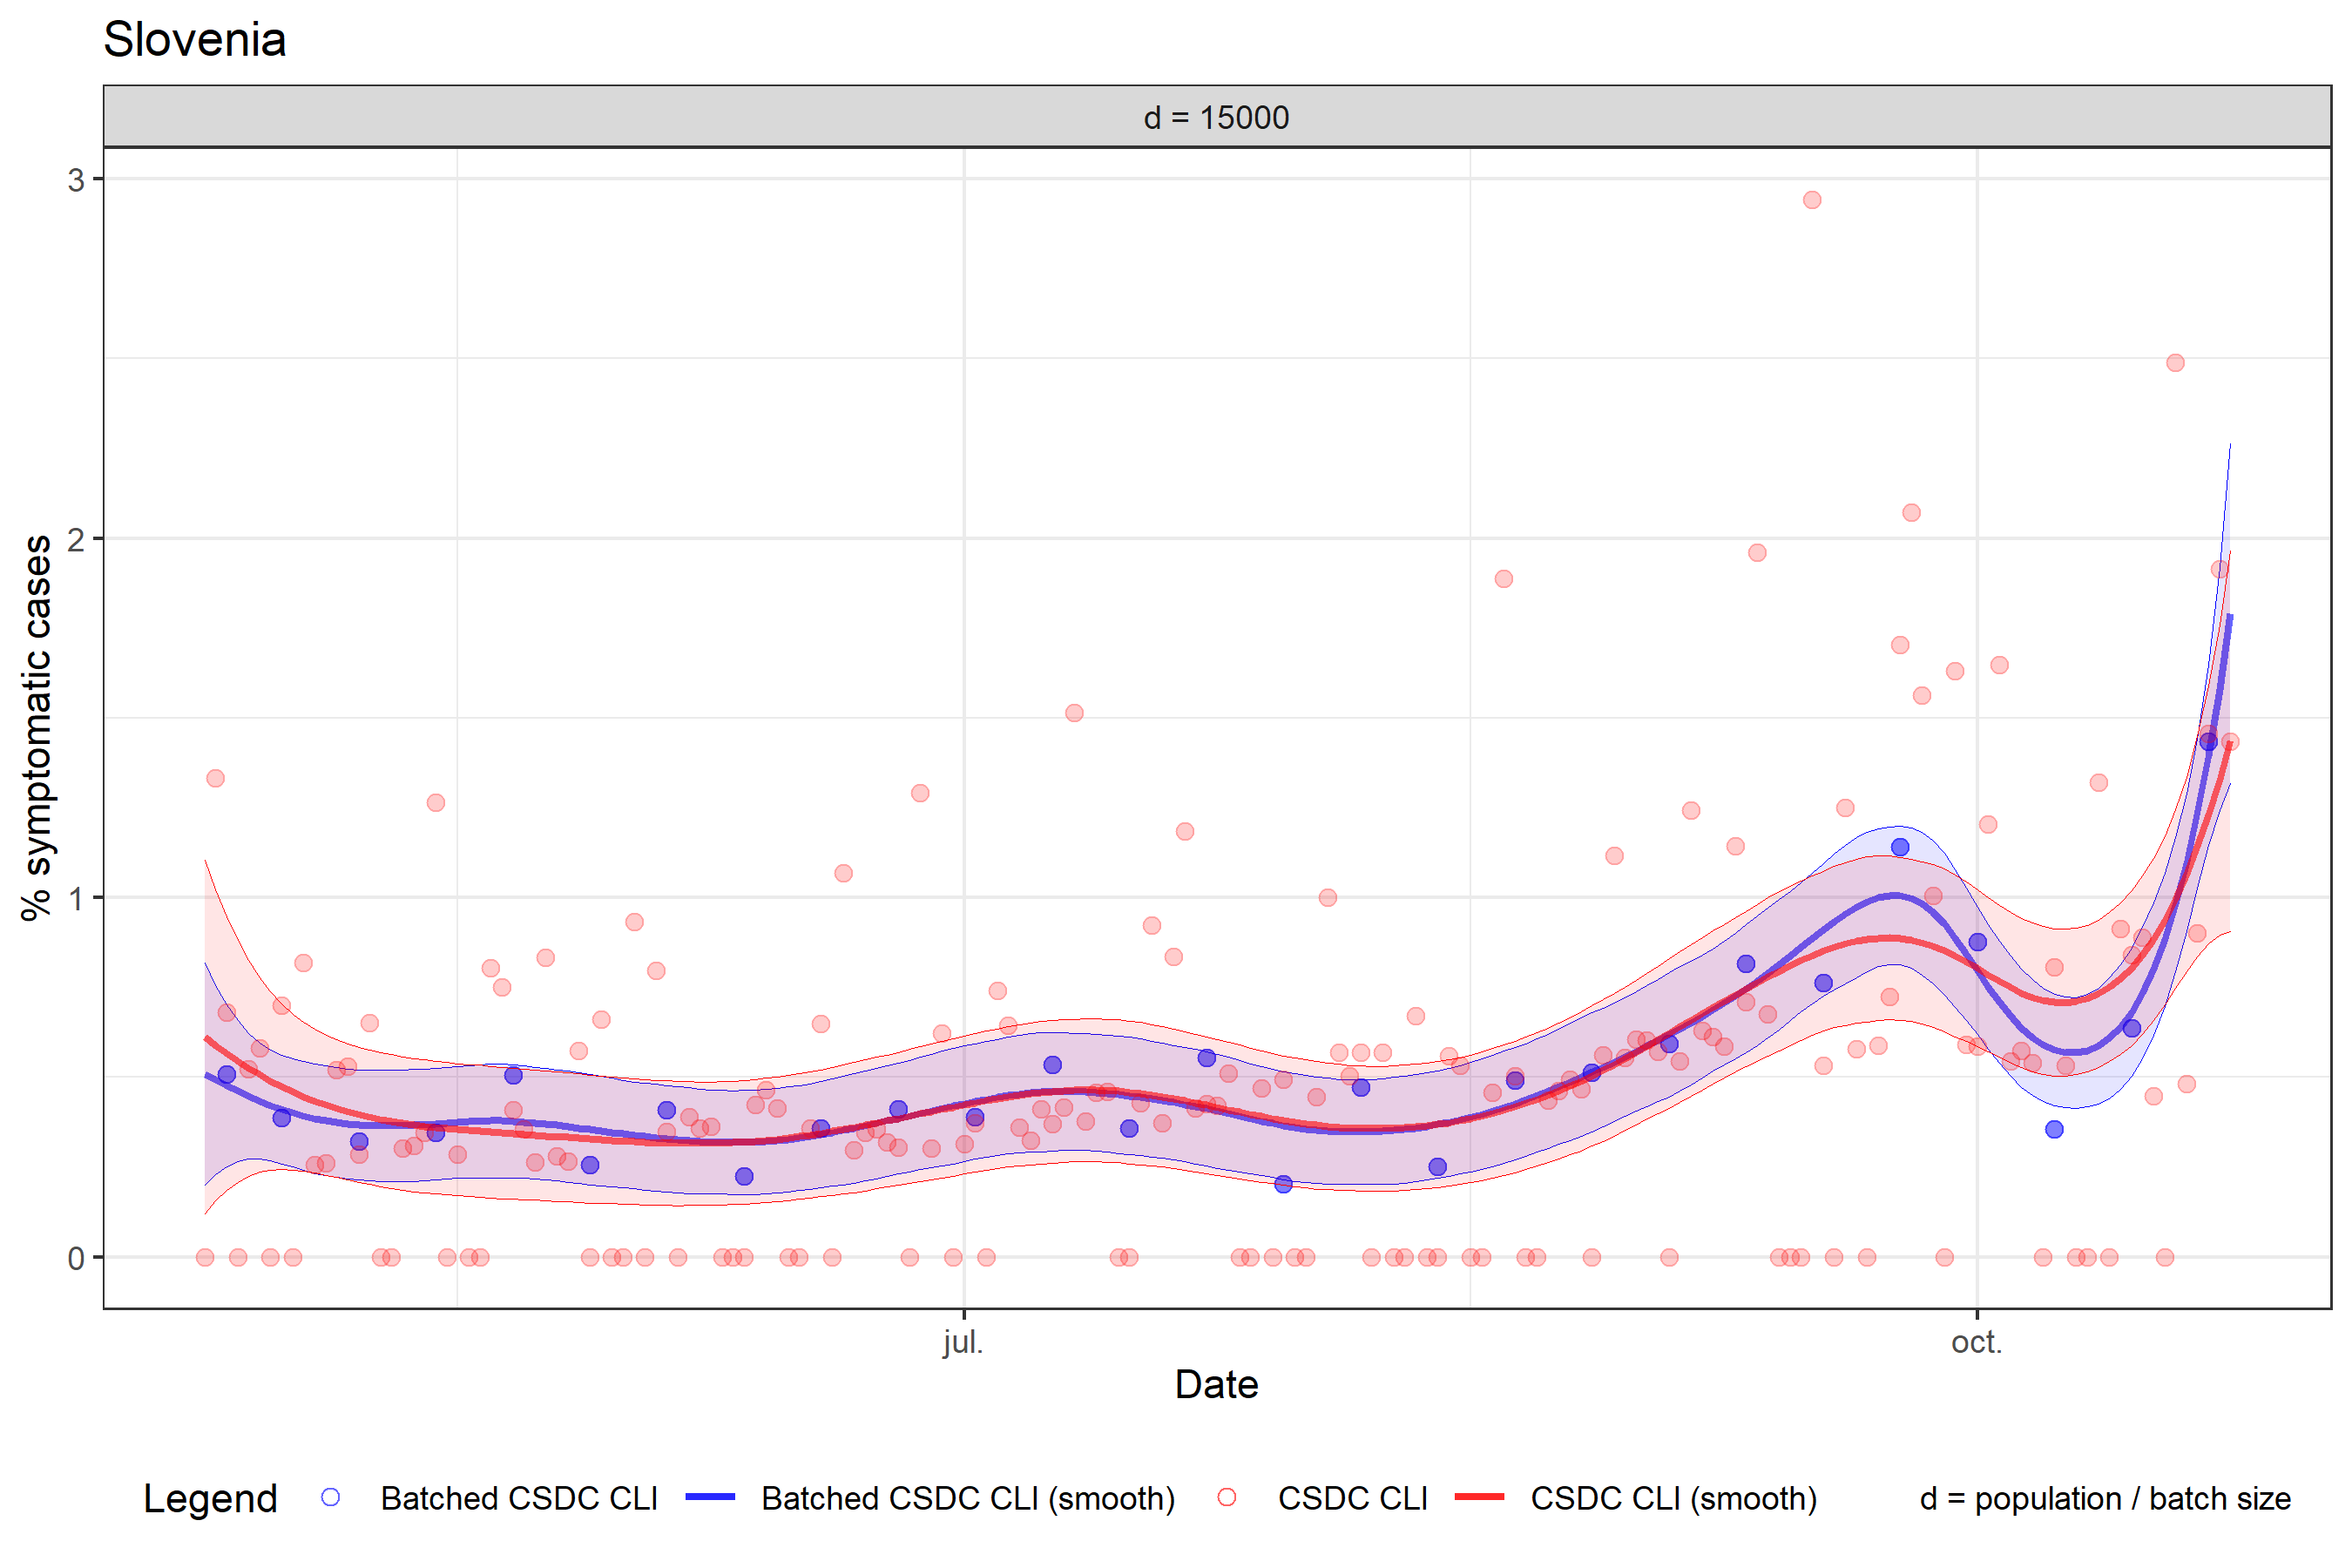 Slovenia
d = 15000
3
2
1
0
% symptomatic cases
jul.
oct.
Date
Legend
Batched CSDC CLI
Batched CSDC CLI (smooth)
CSDC CLI
CSDC CLI (smooth)
d = population / batch size